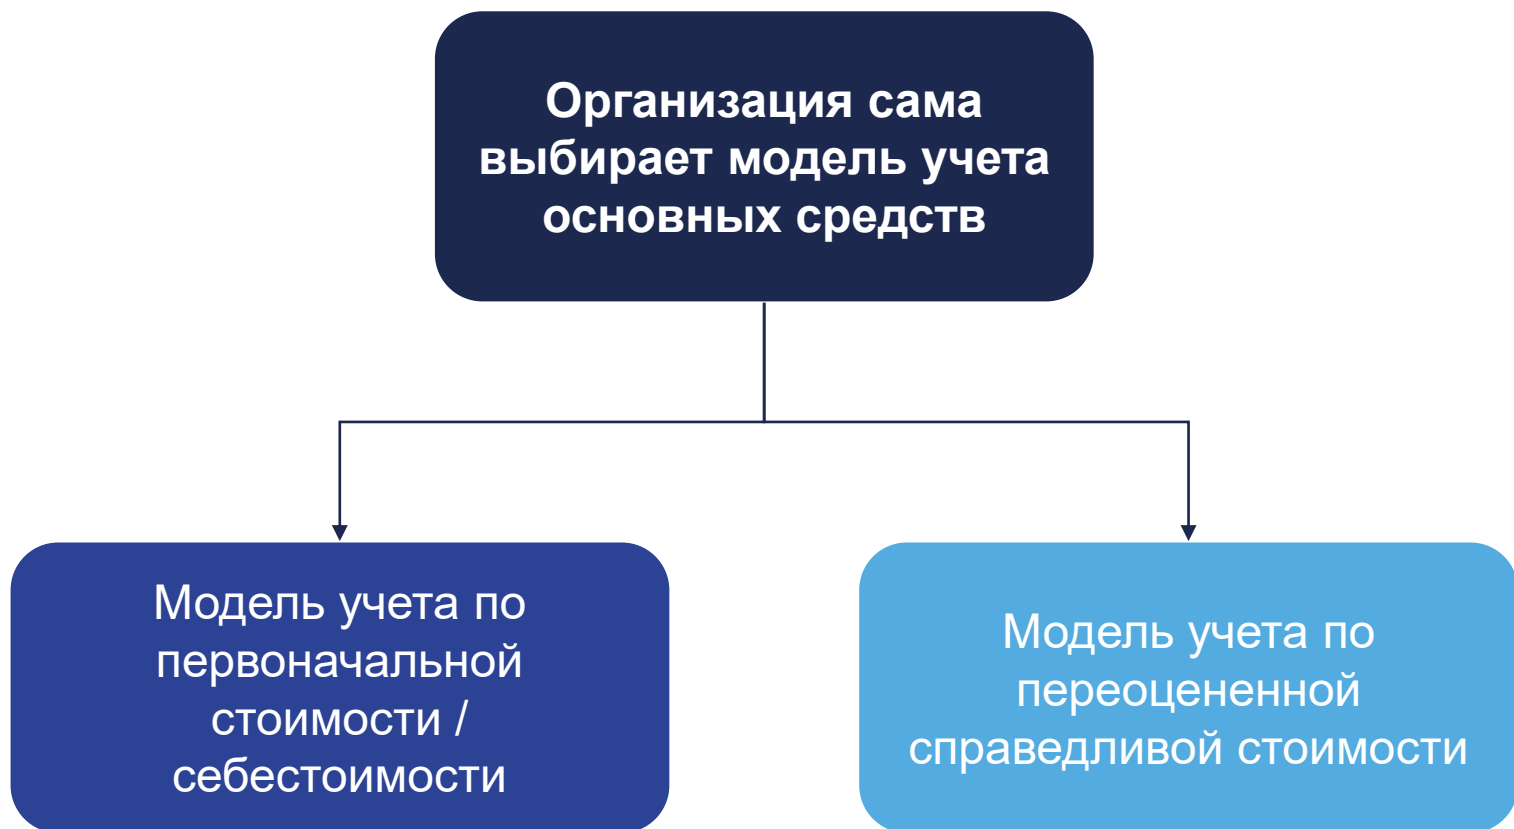 Организация сама
выбирает модель учета
основных средств
Модель учета по
первоначальной
стоимости /
себестоимости
Модель учета по
переоцененной
справедливой стоимости